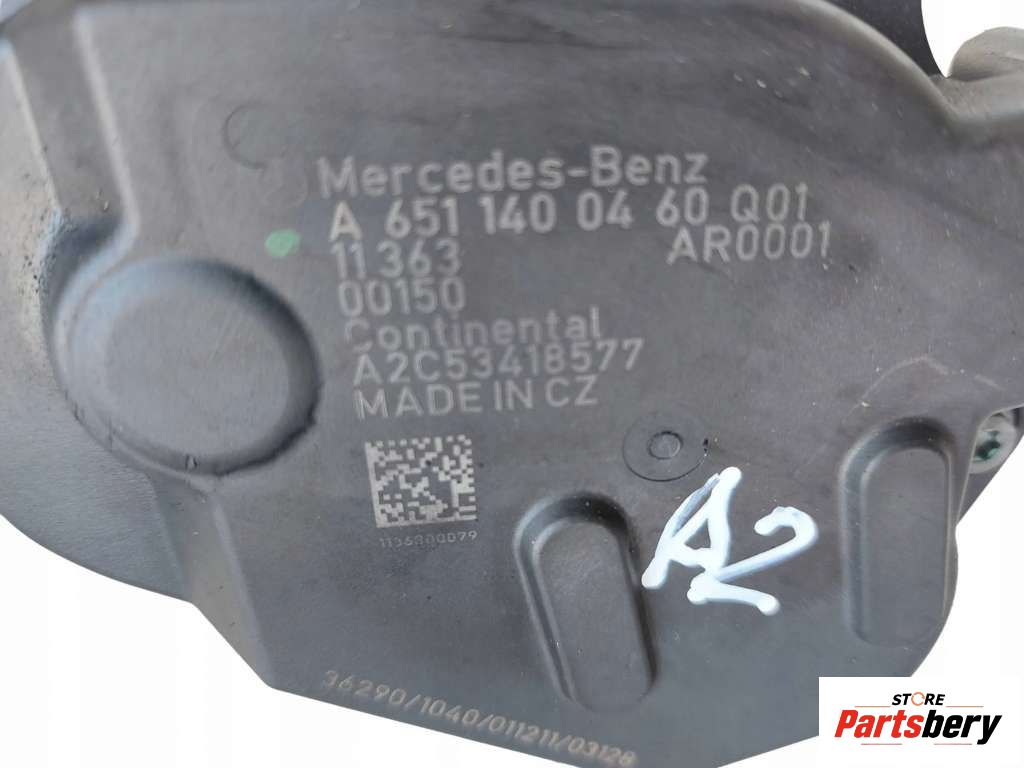 Mercedes-Benz
A 651 140 04 60 Q01
11363 AR0001
00150
Continental
A2C53418577
MADE IN CZ
36290/1040/011211/03128
A2
STORE
Partsbery